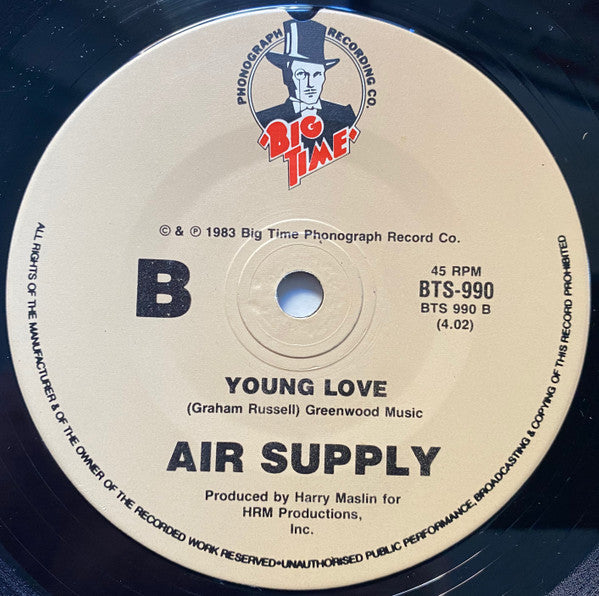 PHONOGRAPH RECORDING CO.
'BIG
TIME'
© & ℗ 1983 Big Time Phonograph Record Co.
B
45 RPM
BTS-990
BTS 990 B
(4.02)
YOUNG LOVE
(Graham Russell) Greenwood Music
AIR SUPPLY
Produced by Harry Maslin for
HRM Productions,
Inc.
ALL RIGHTS OF THE MANUFACTURER & OF THE OWNER OF THE RECORDED WORK RESERVED•UNAUTHORISED PUBLIC PERFORMANCE, BROADCASTING & COPYING OF THIS RECORD PROHIBITED